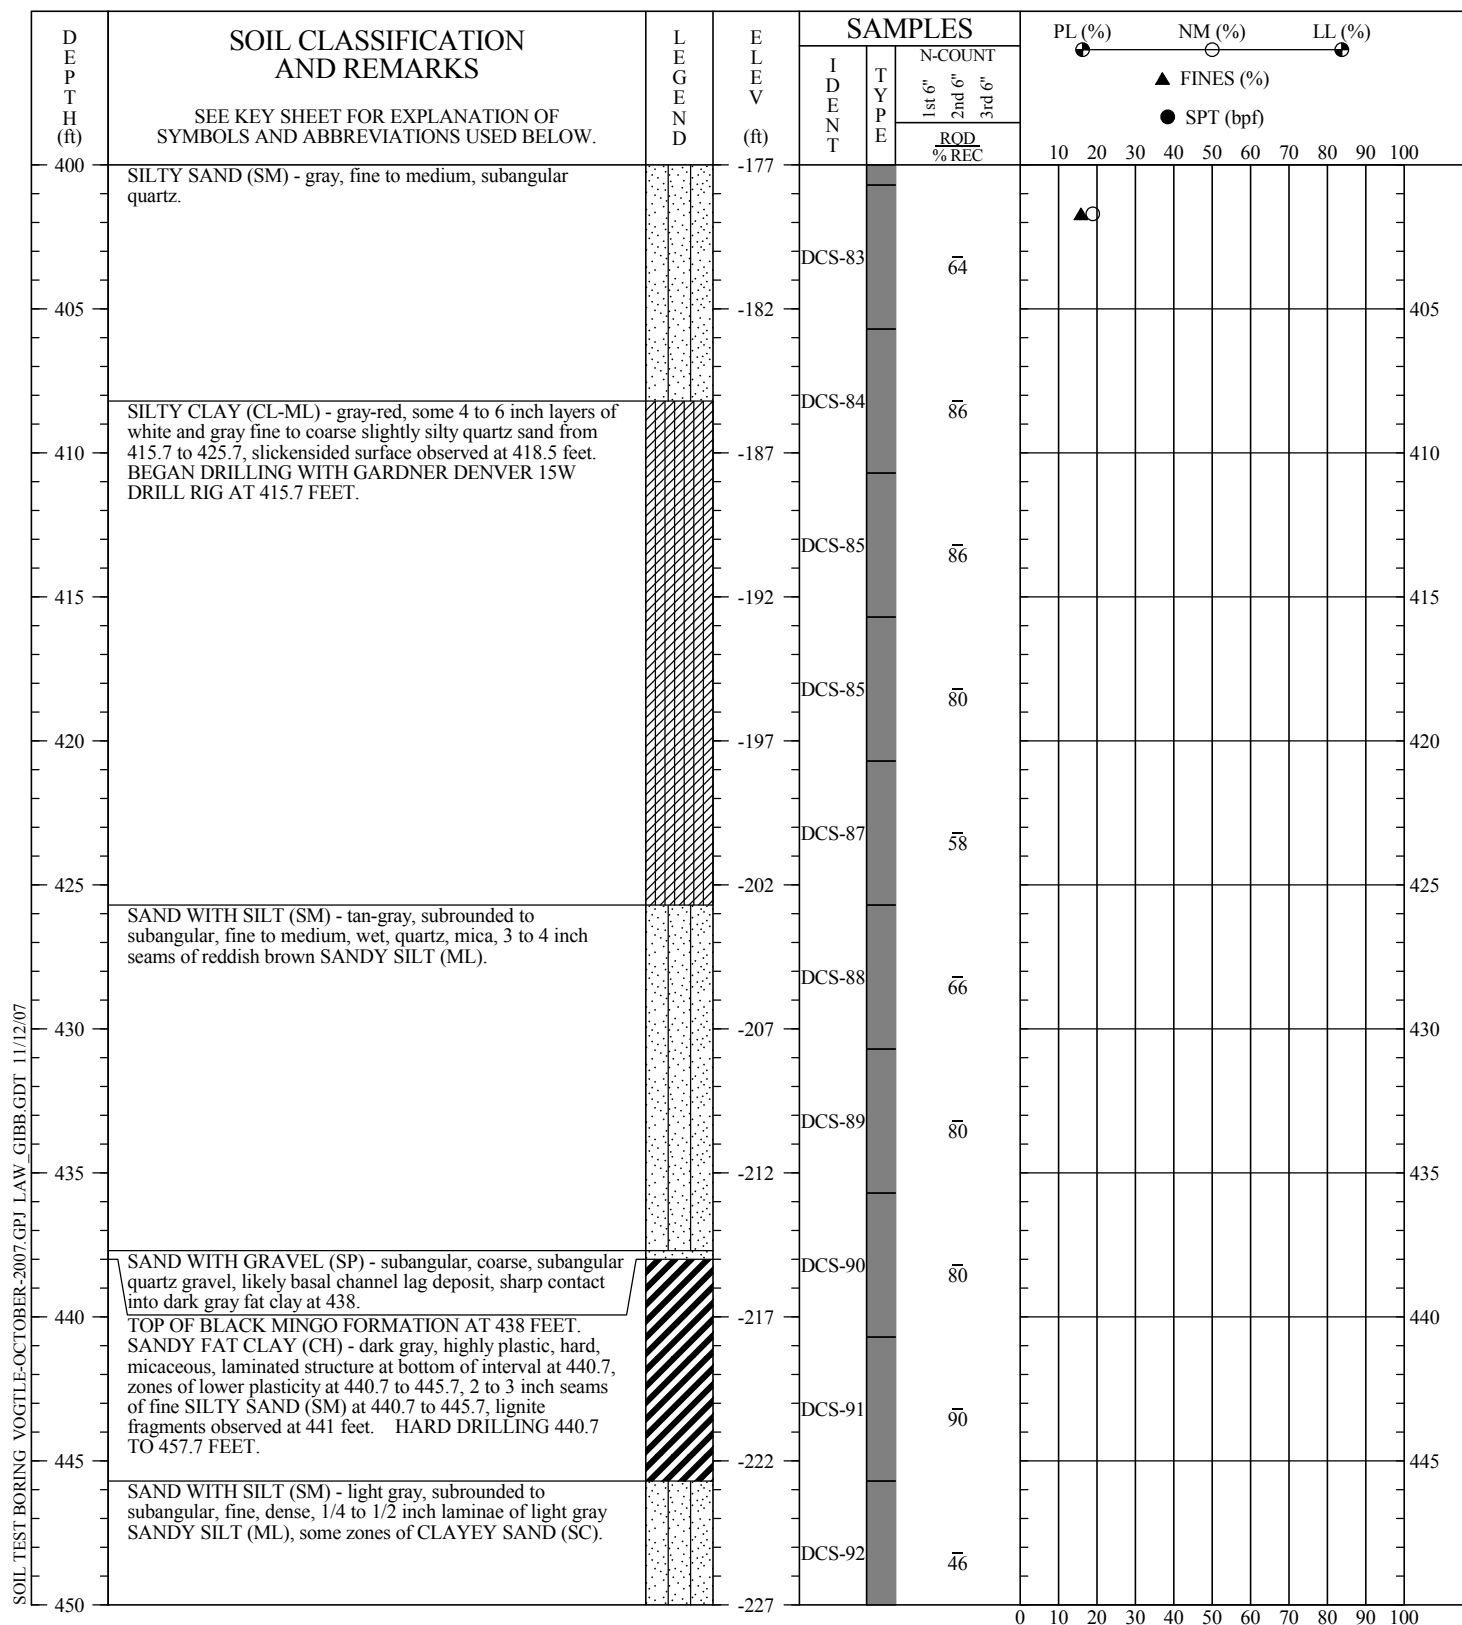 DEPTH (ft)
SOIL CLASSIFICATION
AND REMARKS
SEE KEY SHEET FOR EXPLANATION OF
SYMBOLS AND ABBREVIATIONS USED BELOW.
LEGEND
ELEV (ft)
SAMPLES
IDENT
TYPE
N-COUNT
1st 6"
2nd 6"
3rd 6"
RQD
% REC
PL (%) NM (%) LL (%)
▲ FINES (%)
● SPT (bpf)
10 20 30 40 50 60 70 80 90 100
400
SILTY SAND (SM) - gray, fine to medium, subangular
quartz.
-177
DCS-83
64
405
-182
405
SILTY CLAY (CL-ML) - gray-red, some 4 to 6 inch layers of
white and gray fine to coarse slightly silty quartz sand from
415.7 to 425.7, slickensided surface observed at 418.5 feet.
BEGAN DRILLING WITH GARDNER DENVER 15W
DRILL RIG AT 415.7 FEET.
DCS-84
86
410
-187
410
DCS-85
86
415
-192
415
DCS-85
80
420
-197
420
DCS-87
58
425
-202
425
SAND WITH SILT (SM) - tan-gray, subrounded to
subangular, fine to medium, wet, quartz, mica, 3 to 4 inch
seams of reddish brown SANDY SILT (ML).
DCS-88
66
430
-207
430
DCS-89
80
435
-212
435
SAND WITH GRAVEL (SP) - subangular, coarse, subangular
quartz gravel, likely basal channel lag deposit, sharp contact
into dark gray fat clay at 438.
DCS-90
80
440
-217
440
TOP OF BLACK MINGO FORMATION AT 438 FEET.
SANDY FAT CLAY (CH) - dark gray, highly plastic, hard,
micaceous, laminated structure at bottom of interval at 440.7,
zones of lower plasticity at 440.7 to 445.7, 2 to 3 inch seams
of fine SILTY SAND (SM) at 440.7 to 445.7, lignite
fragments observed at 441 feet. HARD DRILLING 440.7
TO 457.7 FEET.
DCS-91
90
445
-222
445
SAND WITH SILT (SM) - light gray, subrounded to
subangular, fine, dense, 1/4 to 1/2 inch laminae of light gray
SANDY SILT (ML), some zones of CLAYEY SAND (SC).
DCS-92
46
450
-227
0 10 20 30 40 50 60 70 80 90 100
SOIL TEST BORING VOGTLE-OCTOBER-2007.GPJ LAW_GIBB.GDT 11/12/07